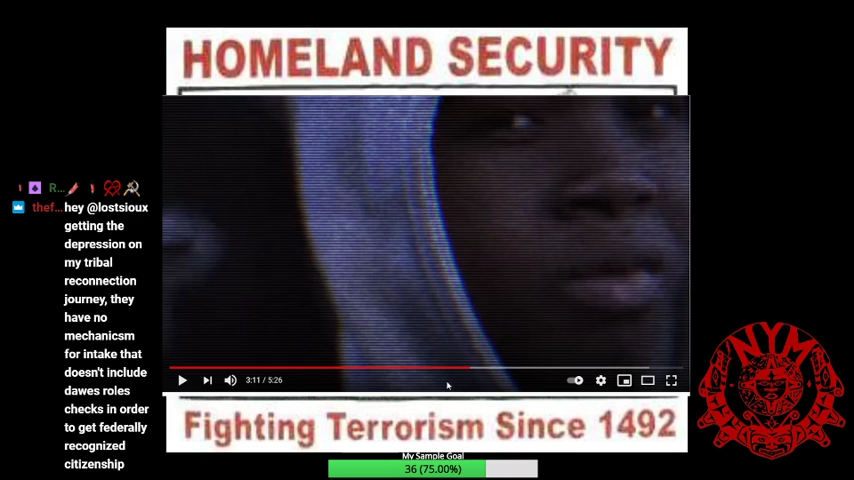 HOMELAND SECURITY
R...
thef... hey @lostsioux
getting the
depression on
my tribal
reconnection
journey, they
have no
mechanicsm
for intake that
doesn't include
dawes roles
checks in order
to get federally
recognized
citizenship
3:11 / 5:26
NYM
Fighting Terrorism Since 1492
My Sample Goal
36 (75.00%)